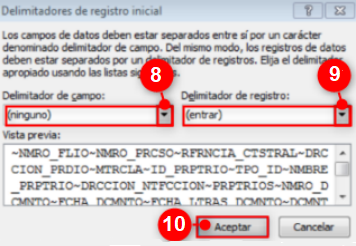 Delimitadores de registro inicial
Los campos de datos deben estar separados entre sí por un carácter
denominado delimitador de campo. Del mismo modo, los registros de datos
deben estar separados por un delimitador de registros. Elija el delimitador
apropiado usando las listas
8
9
Delimitador de campo:
Delimitador de registro:
(ninguno)
(entrar)
Vista previa:
~NMRO_FLIO~NMRO_PRCSO~RFRNCIA_CTSTRAL~DRC
CION_PRDIO~MTRCLA~ID_PRPTRIO~TPO_ID~NMBRE
_PRPTRIO~DRCCION_NTFCCION~PRPTRIOS~NMRO_D
CMNTO~FCHA_DCMNTO~FCHA_LTRAS_DCMNTO~DCMNT
10
Aceptar
Cancelar